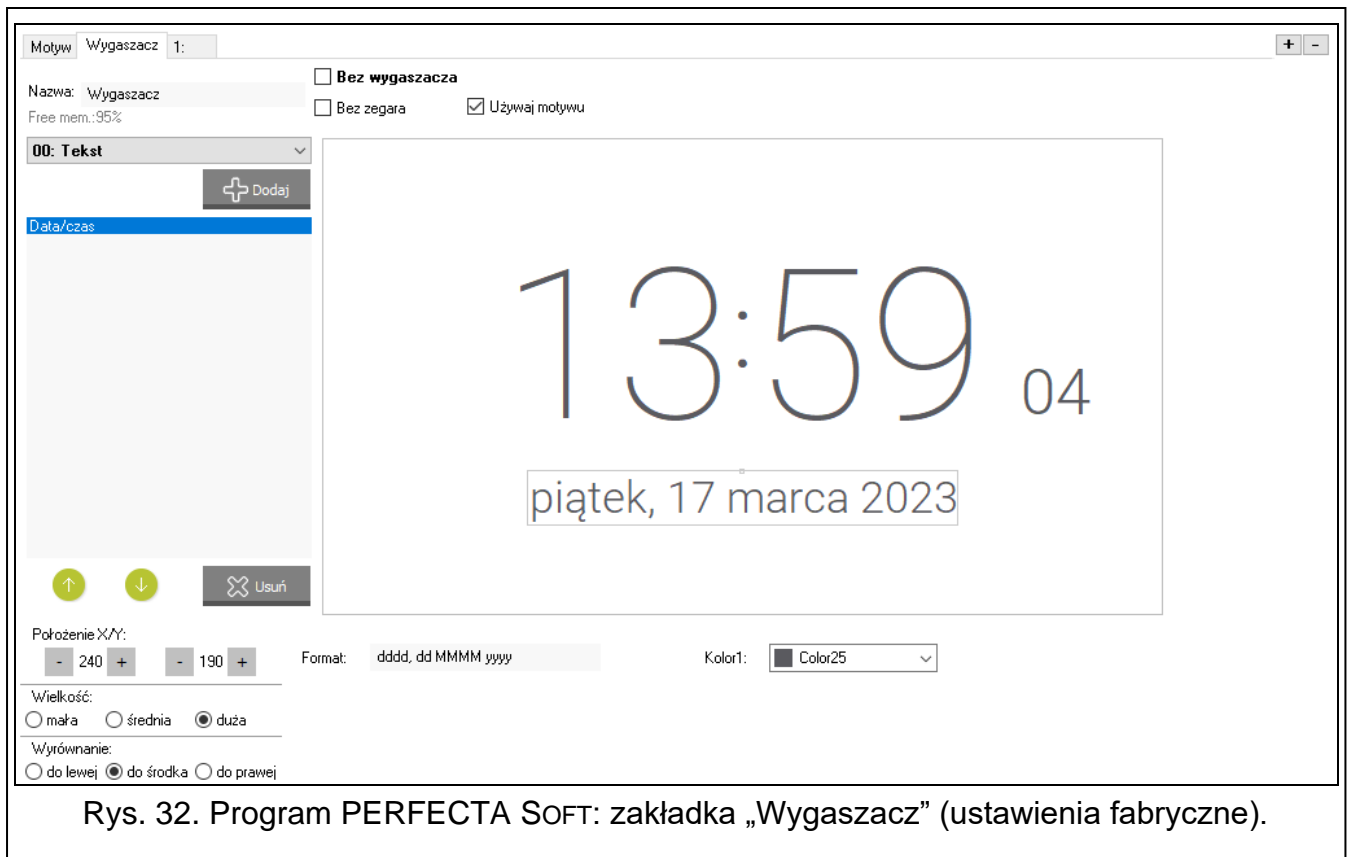 Motyw Wygaszacz 1: + -
Bez wygaszacza
Nazwa: Wygaszacz
Bez zegara Używaj motywu
Free mem.:95%
00: Tekst
Dodaj
Data/czas
13:59 04
piątek, 17 marca 2023
Usuń
Położenie X/Y:
- 240 + - 190 + Format: dddd, dd MMMM yyyy Kolor1: Color25
Wielkość:
mała średnia duża
Wyrównanie:
do lewej do środka do prawej
Rys. 32. Program PERFECTA SOFT: zakładka „Wygaszacz” (ustawienia fabryczne).